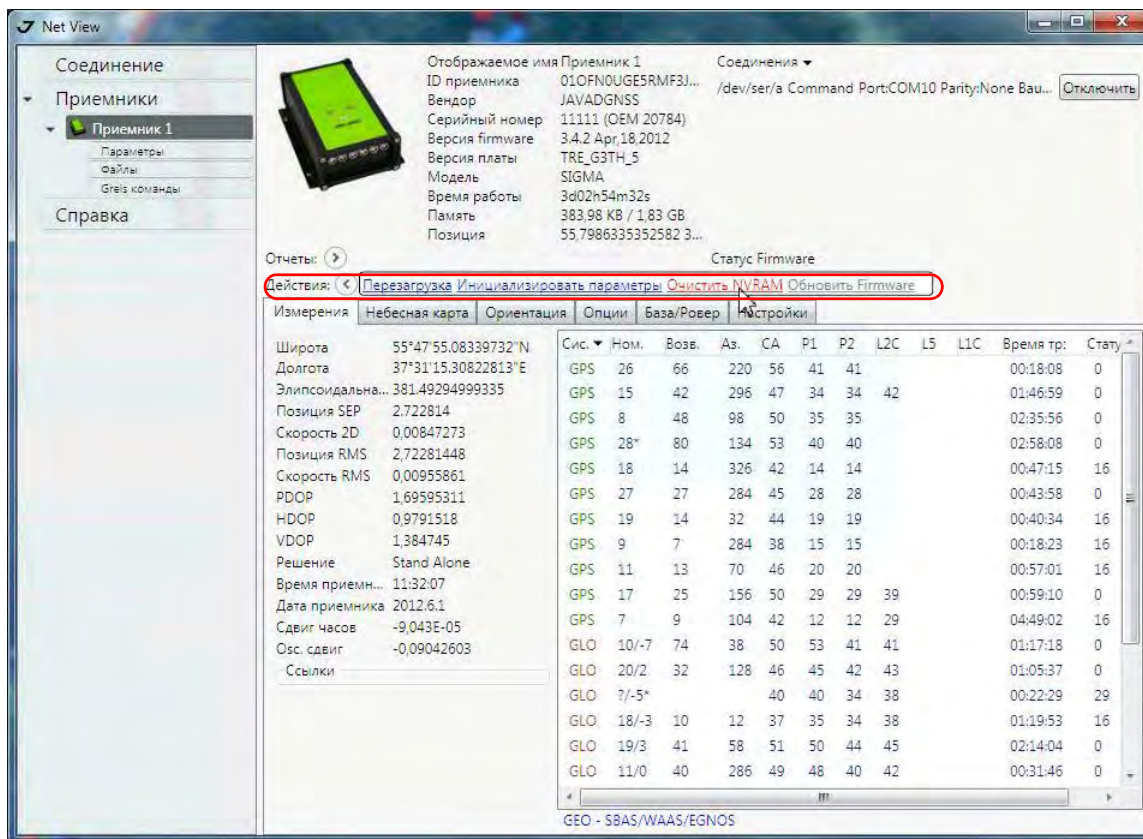 Net View
Соединение
Приемники
Приемник 1
Параметры
Файлы
Greis команды
Справка
Отображаемое имя Приемник 1
ID приемника 01OFN0UGE5RMF3J...
Вендор JAVADGNSS
Серийный номер 11111 (OEM 20784)
Версия firmware 3.4.2 Apr,18,2012
Версия платы TRE_G3TH_5
Модель SIGMA
Время работы 3d02h54m32s
Память 383,98 KB / 1,83 GB
Позиция 55,7986335352582 3...
Соединения
/dev/ser/a Command Port:COM10 Parity:None Bau... Отключить
Отчеты: Статус Firmware
Действия: Перезагрузка Инициализировать параметры Очистить NVRAM Обновить Firmware
Измерения Небесная карта Ориентация Опции База/Ровер Настройки
Широта 55°47'55.08339732"N
Долгота 37°31'15.30822813"E
Элипсоидальна... 381.49294999335
Позиция SEP 2.722814
Скорость 2D 0,00847273
Позиция RMS 2,72281448
Скорость RMS 0,00955861
PDOP 1,69595311
HDOP 0,9791518
VDOP 1,384745
Решение Stand Alone
Время приемн... 11:32:07
Дата приемника 2012.6.1
Сдвиг часов -9,043E-05
Osc. сдвиг -0,09042603
Ссылки
Сис. Ном. Возв. Аз. CA P1 P2 L2C L5 L1C Время тр: Стату
GPS 26 66 220 56 41 41 00:18:08 0
GPS 15 42 296 47 34 34 42 01:46:59 0
GPS 8 48 98 50 35 35 02:35:56 0
GPS 28* 80 134 53 40 40 02:58:08 0
GPS 18 14 326 42 14 14 00:47:15 16
GPS 27 27 284 45 28 28 00:43:58 0
GPS 19 14 32 44 19 19 00:40:34 16
GPS 9 7 284 38 15 15 00:18:23 16
GPS 11 13 70 46 20 20 00:57:01 16
GPS 17 25 156 50 29 29 39 00:59:10 0
GPS 7 9 104 42 12 12 29 04:49:02 16
GLO 10/-7 74 38 50 53 41 41 01:17:18 0
GLO 20/2 32 128 46 45 42 43 01:05:37 0
GLO ?/-5* 40 40 34 38 00:22:29 29
GLO 18/-3 10 12 37 35 34 38 01:19:53 16
GLO 19/3 41 58 51 50 44 45 02:14:04 0
GLO 11/0 40 286 49 48 40 42 00:31:46 0
GEO - SBAS/WAAS/EGNOS